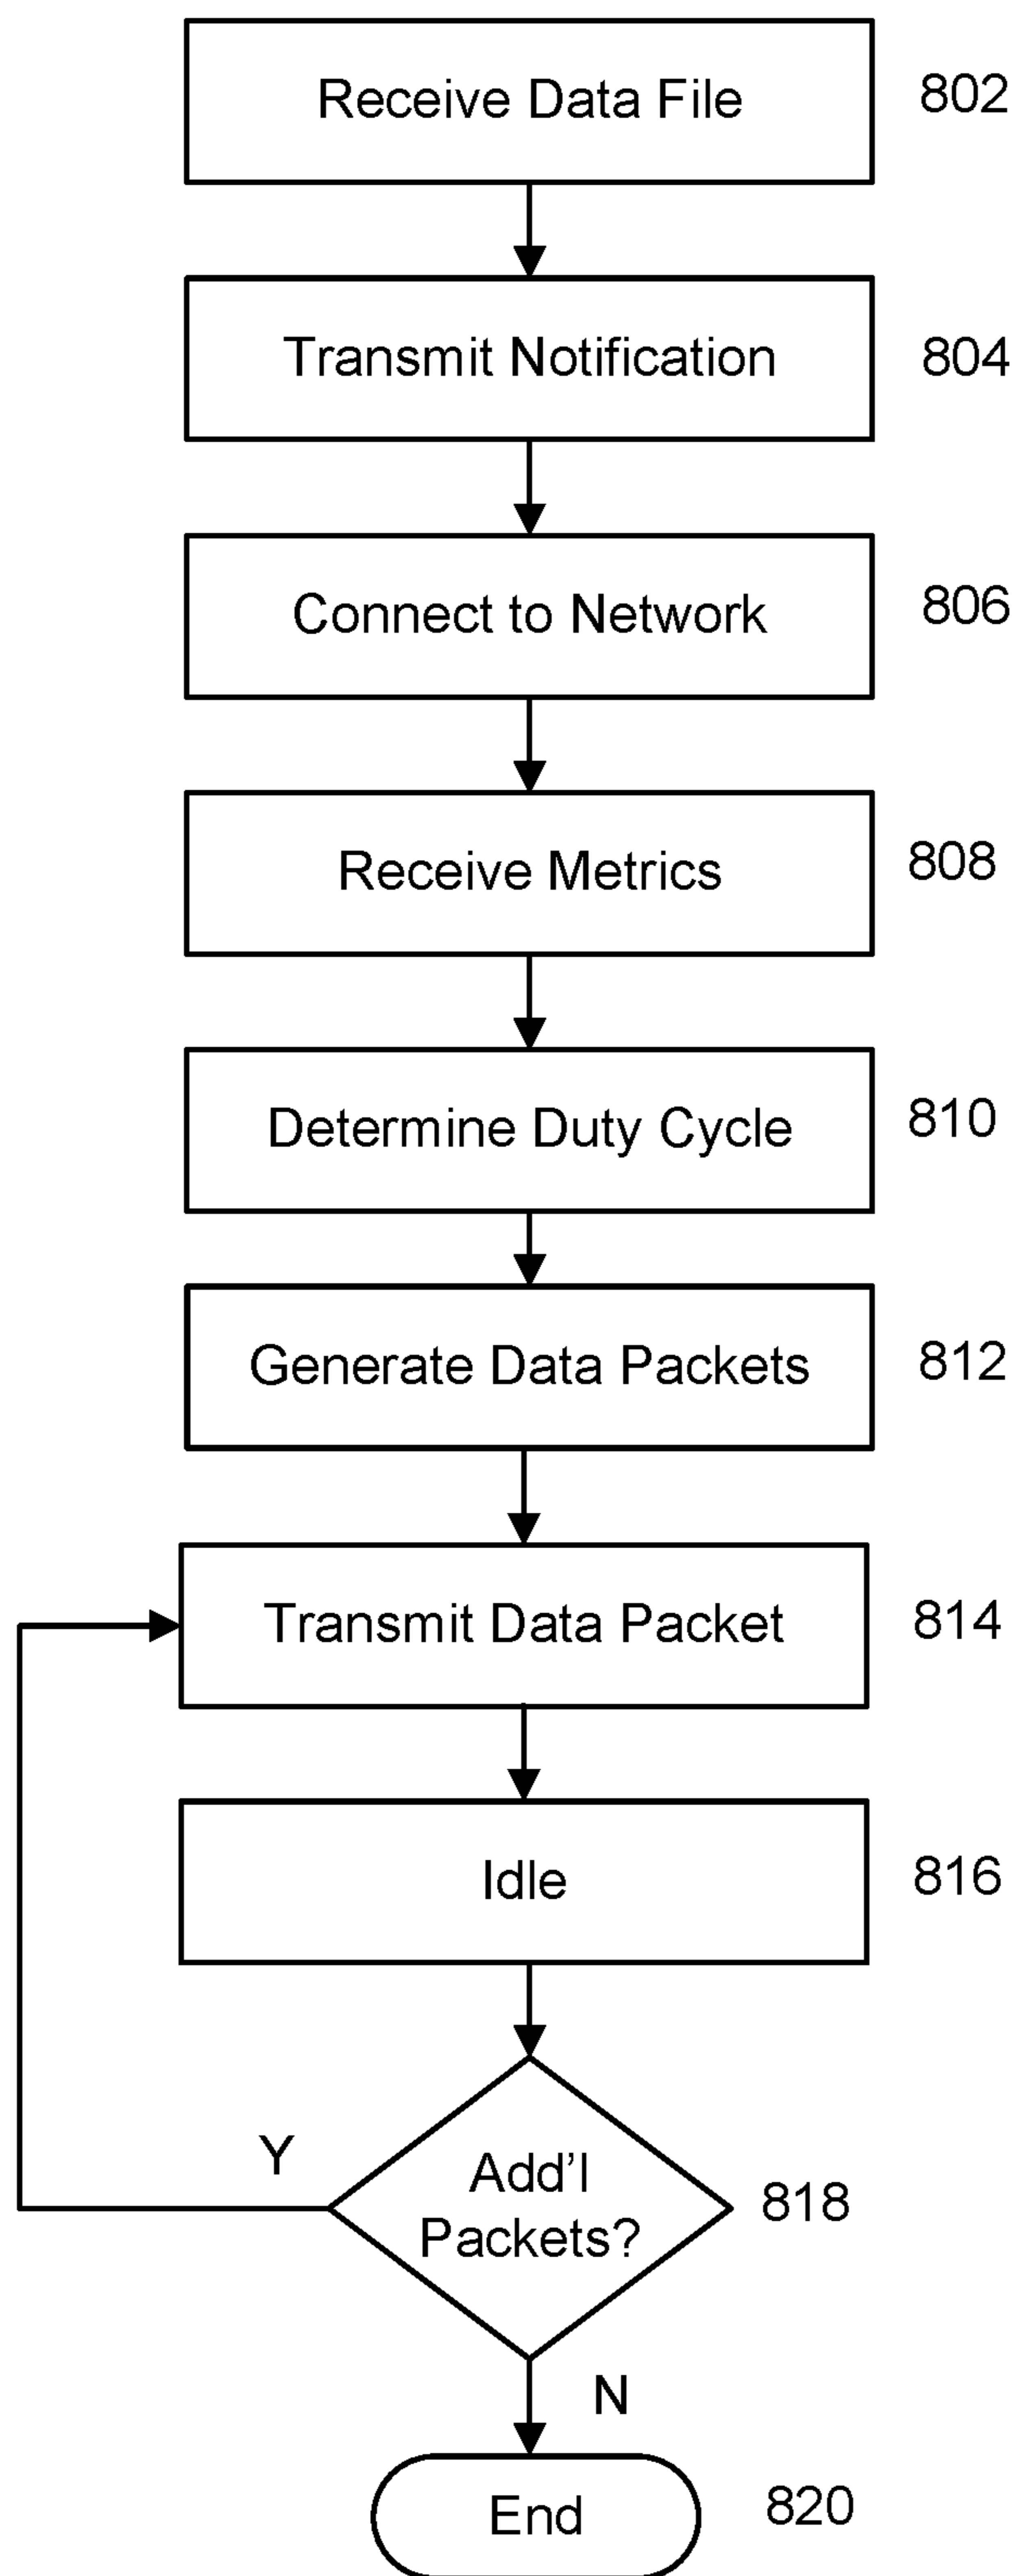 Receive Data File
802
Transmit Notification
804
Connect to Network
806
Receive Metrics
808
Determine Duty Cycle
810
Generate Data Packets
812
Transmit Data Packet
814
Idle
816
Y
Add'l
Packets?
818
N
End
820